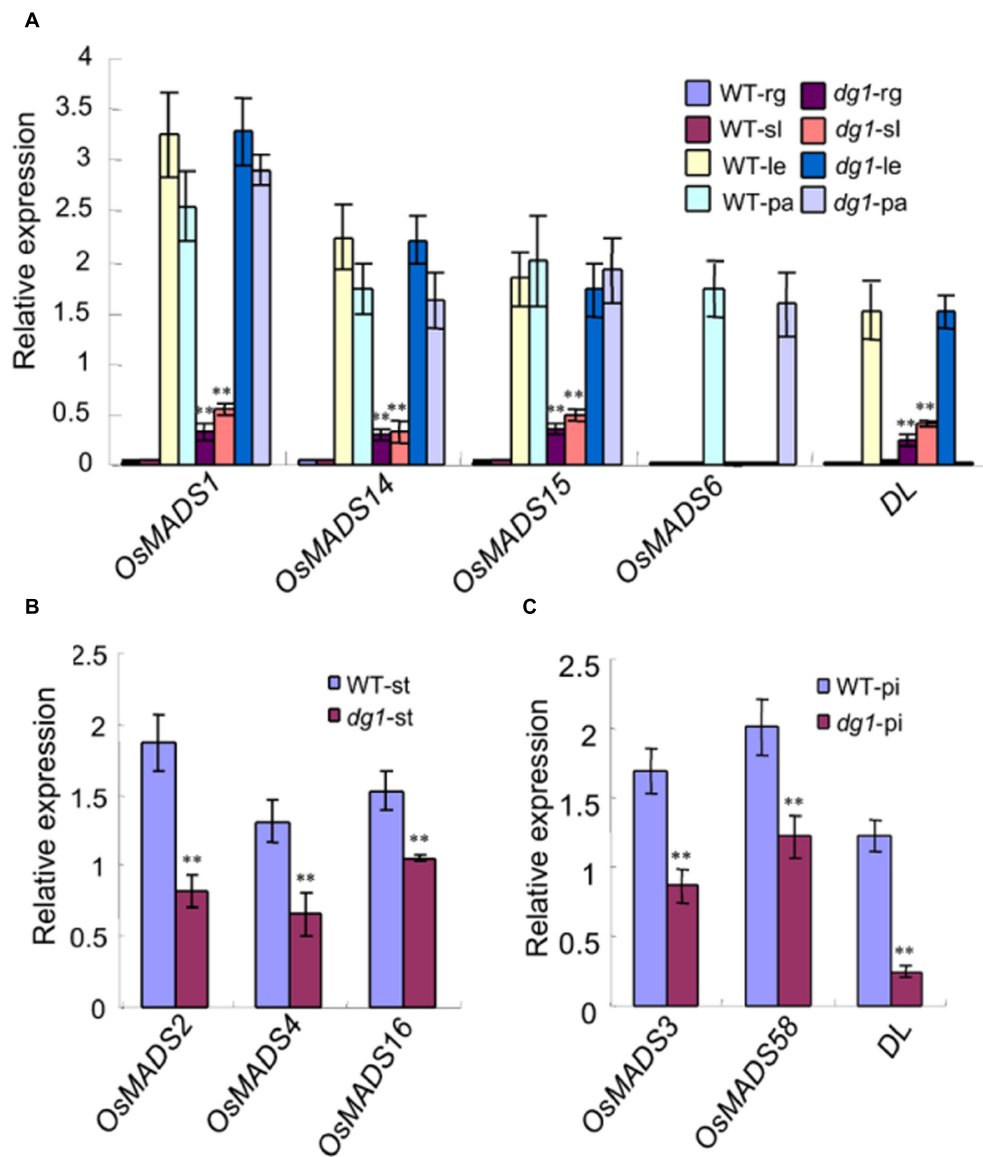 A
Relative expression
4
3.5
3
2.5
2
1.5
1
0.5
0
WT-rg dg1-rg
WT-sl dg1-sl
WT-le dg1-le
WT-pa dg1-pa
** ** ** ** ** ** ** **
OsMADS1 OsMADS14 OsMADS15 OsMADS6 DL
B
Relative expression
2.5
2
1.5
1
0.5
0
WT-st
dg1-st
** ** **
OsMADS2 OsMADS4 OsMADS16
C
Relative expression
2.5
2
1.5
1
0.5
0
WT-pi
dg1-pi
** ** **
OsMADS3 OsMADS58 DL